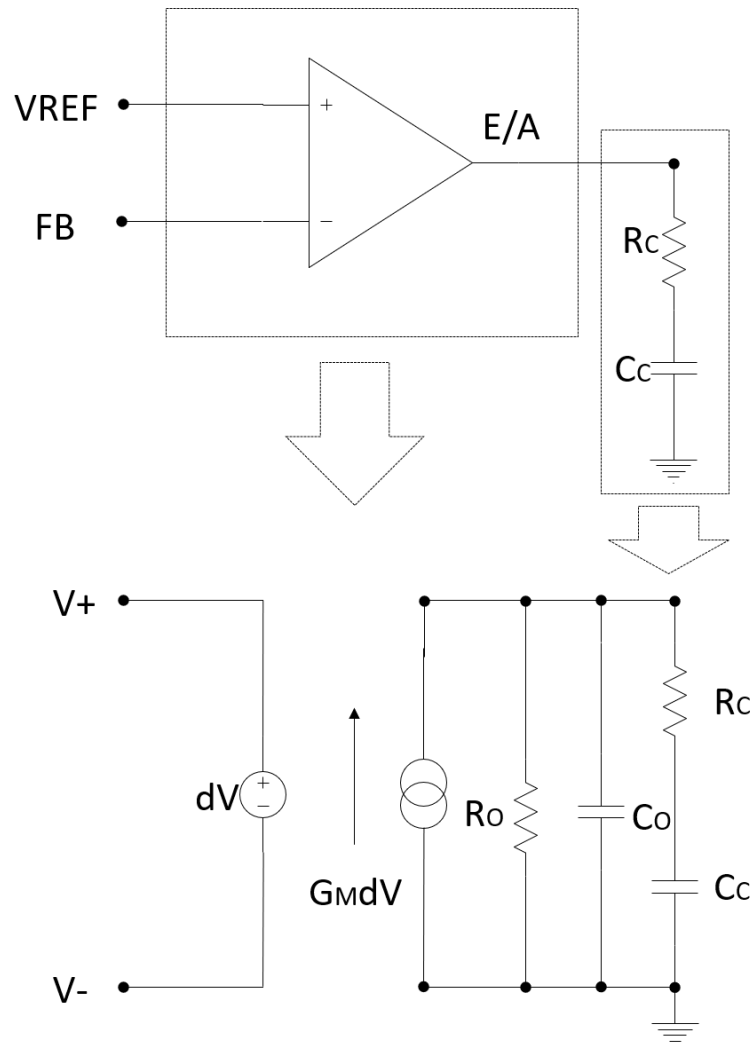 VREF
+
E/A
FB
−
RC
CC
V+
RC
dV
+
−
RO
CO
GMdV
CC
V-